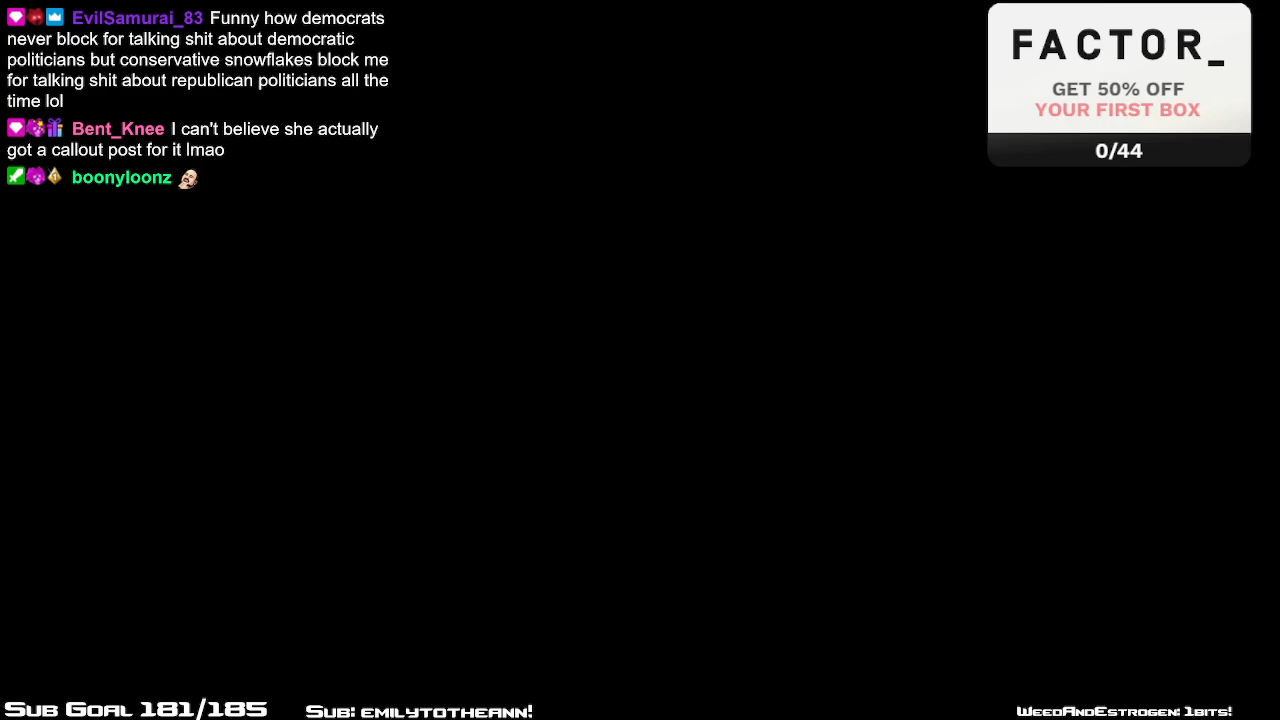 EvilSamurai_83 Funny how democrats
never block for talking shit about democratic
politicians but conservative snowflakes block me
for talking shit about republican politicians all the
time lol
Bent_Knee I can't believe she actually
got a callout post for it lmao
boonyloonz
FACTOR_
GET 50% OFF
YOUR FIRST BOX
0/44
Sub Goal 181/185
Sub: emilytotheann!
WeedAndEstrogen: 1bits!